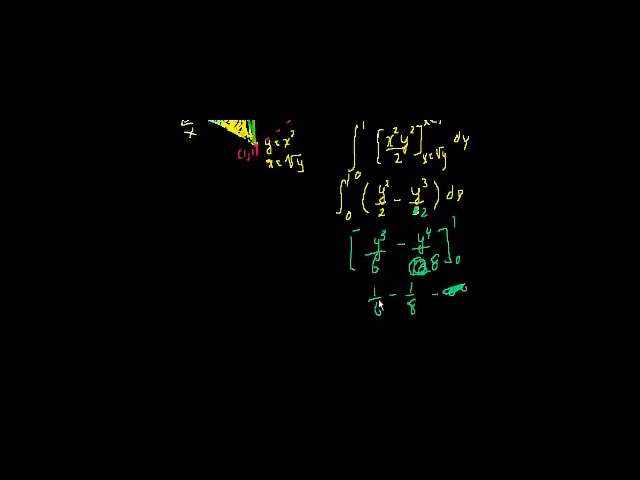 x
y = x²
x = √y
(1,1
∫₀¹ [x²y²/2]ₓ₌√y dy
∫₀¹ (y²/2 − y³/2) dy
[y³/6 − y⁴/8]₀¹
1/6 − 1/8 −